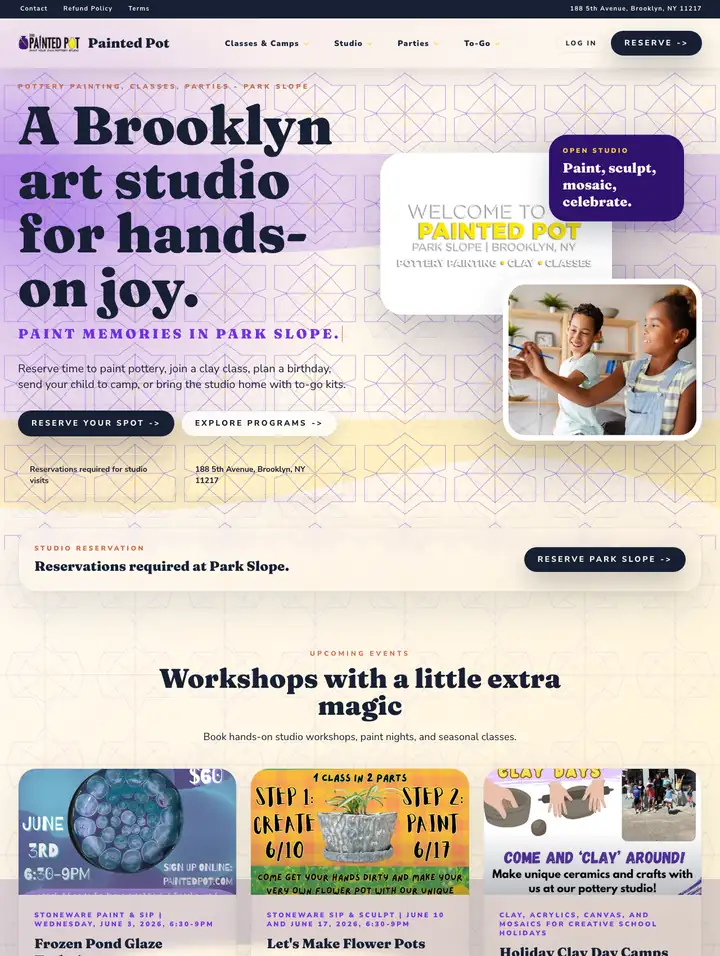 Contact Refund Policy Terms 188 5th Avenue, Brooklyn, NY 11217
THE PAINTED POT Painted Pot Classes & Camps Studio Parties To-Go LOG IN RESERVE ->
POTTERY PAINTING, CLASSES, PARTIES - PARK SLOPE
A Brooklyn
art studio
for hands-
on joy.
PAINT MEMORIES IN PARK SLOPE.
Reserve time to paint pottery, join a clay class, plan a birthday,
send your child to camp, or bring the studio home with to-go kits.
RESERVE YOUR SPOT -> EXPLORE PROGRAMS ->
Reservations required for studio
visits
188 5th Avenue, Brooklyn, NY
11217
OPEN STUDIO
Paint, sculpt,
mosaic,
celebrate.
WELCOME TO
PAINTED POT
PARK SLOPE | BROOKLYN, NY
POTTERY PAINTING • CLAY • CLASSES
STUDIO RESERVATION
Reservations required at Park Slope.
RESERVE PARK SLOPE ->
UPCOMING EVENTS
Workshops with a little extra
magic
Book hands-on studio workshops, paint nights, and seasonal classes.
$60
JUNE
3RD
6:30-9PM
SIGN UP ONLINE:
PAINTEDPOT.COM
STONEWARE PAINT & SIP |
WEDNESDAY, JUNE 3, 2026, 6:30-9PM
Frozen Pond Glaze
1 CLASS IN 2 PARTS
STEP 1:
CREATE
6/10
STEP 2:
PAINT
6/17
COME GET YOUR HANDS DIRTY AND MAKE YOUR
VERY OWN FLOWER POT WITH OUR UNIQUE
STONEWARE SIP & SCULPT | JUNE 10
AND JUNE 17, 2026, 6:30-9PM
Let's Make Flower Pots
CLAY DAYS
COME AND 'CLAY' AROUND!
Make unique ceramics and crafts with
us at our pottery studio!
CLAY, ACRYLICS, CANVAS, AND
MOSAICS FOR CREATIVE SCHOOL
HOLIDAYS
Holiday Clay Day Camps